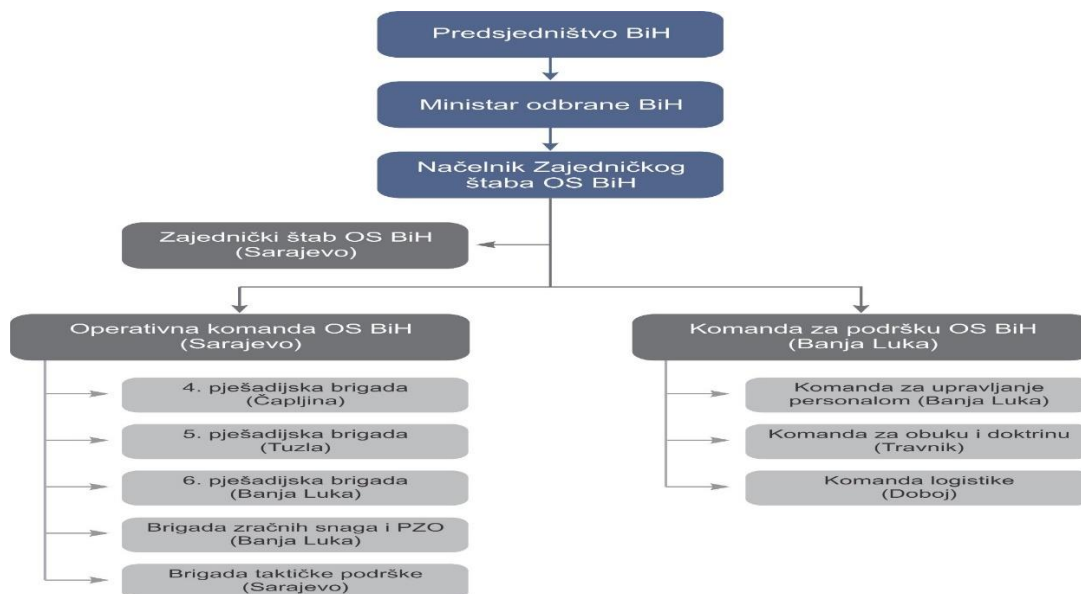 Predsjedništvo BiH
Ministar odbrane BiH
Načelnik Zajedničkog
štaba OS BiH
Zajednički štab OS BiH
(Sarajevo)
Operativna komanda OS BiH
(Sarajevo)
4. pješadijska brigada
(Čapljina)
5. pješadijska brigada
(Tuzla)
6. pješadijska brigada
(Banja Luka)
Brigada zračnih snaga i PZO
(Banja Luka)
Brigada taktičke podrške
(Sarajevo)
Komanda za podršku OS BiH
(Banja Luka)
Komanda za upravljanje
personalom (Banja Luka)
Komanda za obuku i doktrinu
(Travnik)
Komanda logistike
(Doboj)